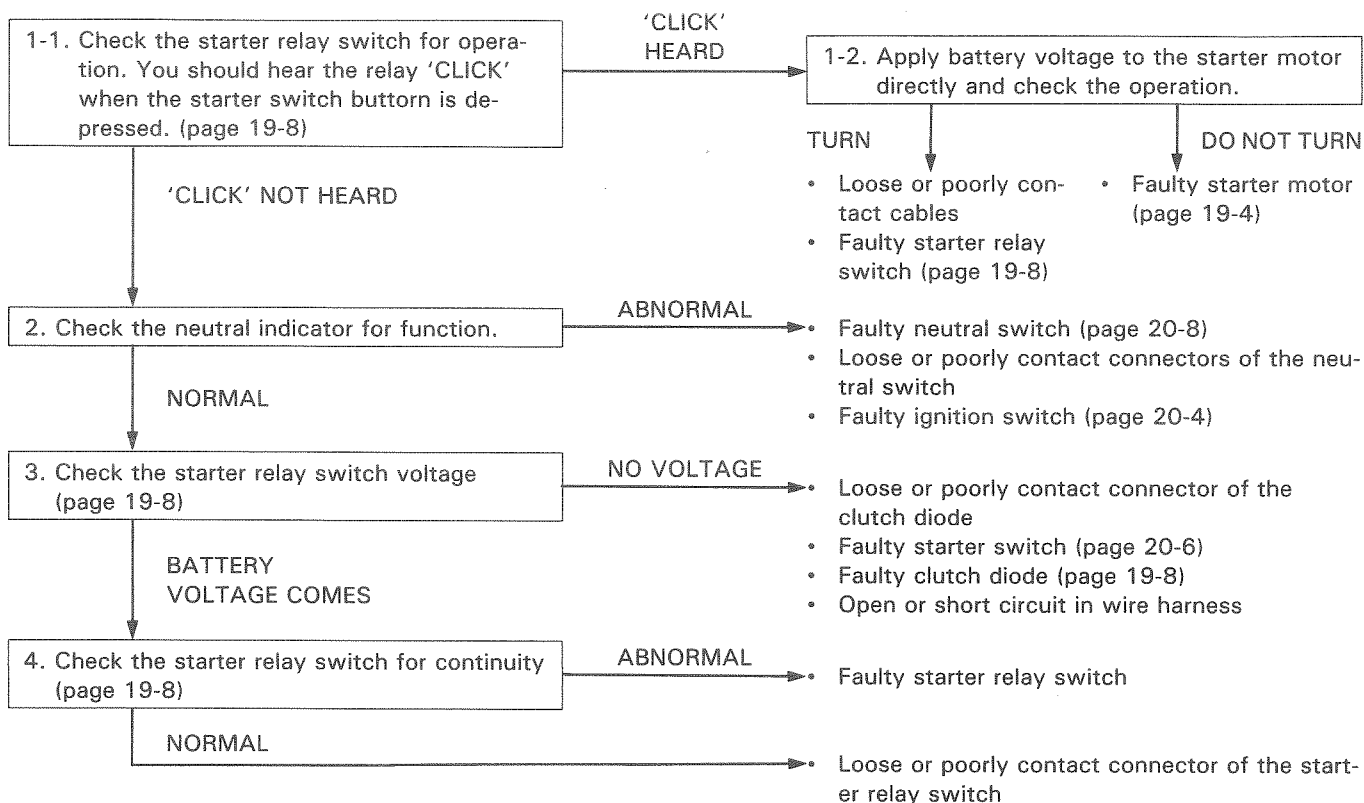 1-1. Check the starter relay switch for opera-
tion. You should hear the relay 'CLICK'
when the starter switch buttorn is de-
pressed. (page 19-8)
'CLICK'
HEARD
1-2. Apply battery voltage to the starter motor
directly and check the operation.
TURN
DO NOT TURN
• Loose or poorly con-
tact cables
• Faulty starter relay
switch (page 19-8)
• Faulty starter motor
(page 19-4)
'CLICK' NOT HEARD
2. Check the neutral indicator for function.
ABNORMAL
• Faulty neutral switch (page 20-8)
• Loose or poorly contact connectors of the neu-
tral switch
• Faulty ignition switch (page 20-4)
NORMAL
3. Check the starter relay switch voltage
(page 19-8)
NO VOLTAGE
• Loose or poorly contact connector of the
clutch diode
• Faulty starter switch (page 20-6)
• Faulty clutch diode (page 19-8)
• Open or short circuit in wire harness
BATTERY
VOLTAGE COMES
4. Check the starter relay switch for continuity
(page 19-8)
ABNORMAL
• Faulty starter relay switch
NORMAL
• Loose or poorly contact connector of the start-
er relay switch